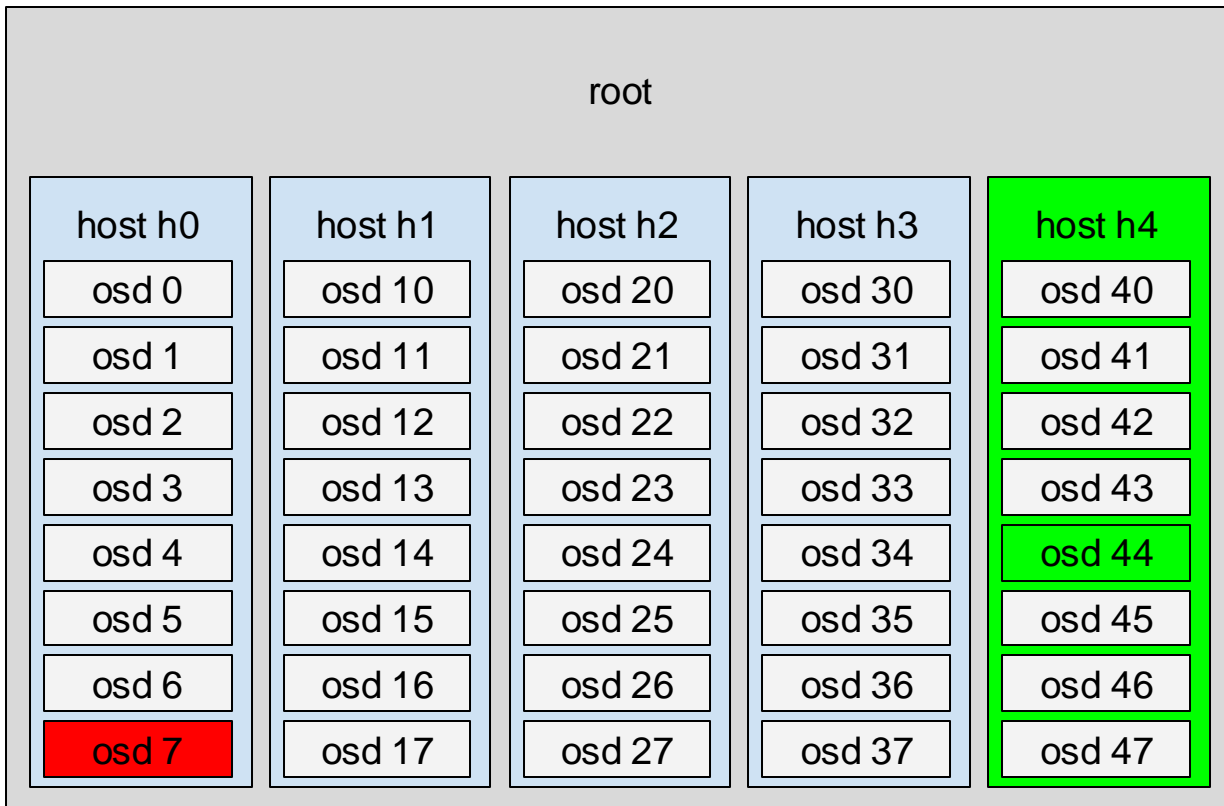 root
host h0
host h1
host h2
host h3
host h4
osd 0
osd 10
osd 20
osd 30
osd 40
osd 1
osd 11
osd 21
osd 31
osd 41
osd 2
osd 12
osd 22
osd 32
osd 42
osd 3
osd 13
osd 23
osd 33
osd 43
osd 4
osd 14
osd 24
osd 34
osd 44
osd 5
osd 15
osd 25
osd 35
osd 45
osd 6
osd 16
osd 26
osd 36
osd 46
osd 7
osd 17
osd 27
osd 37
osd 47